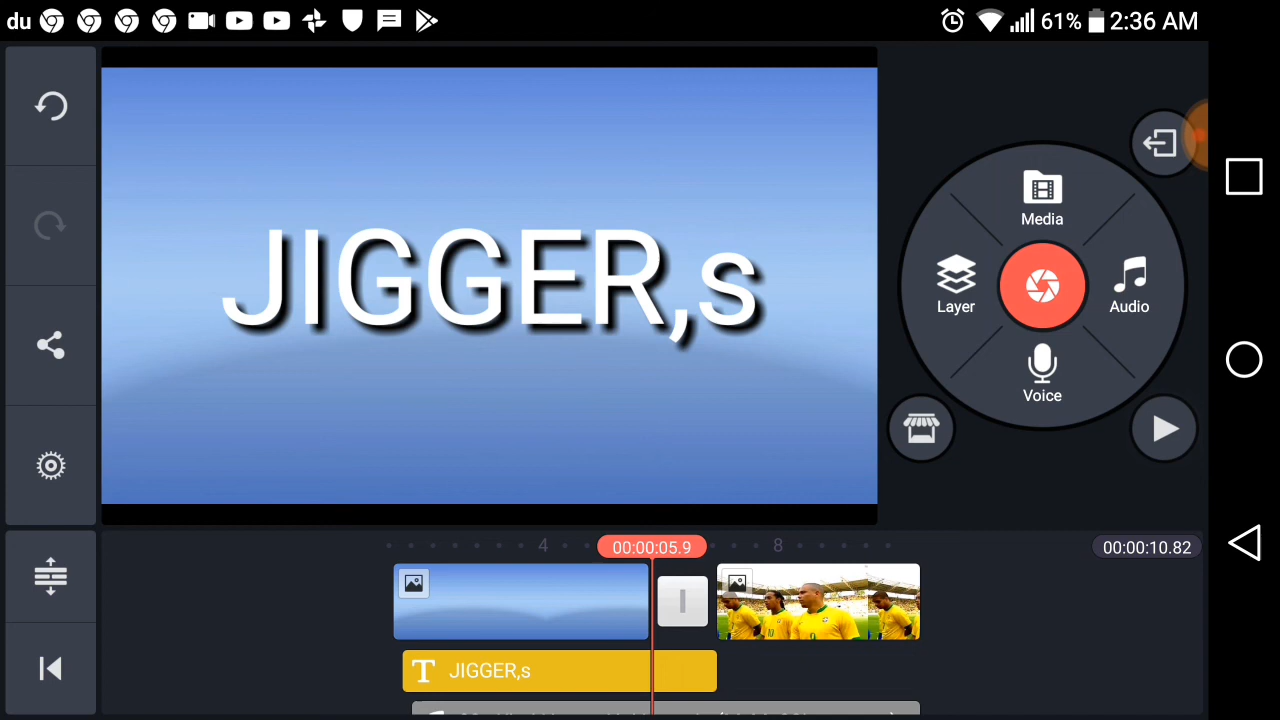 du 61% 2:36 AM
JIGGER,s
Media
Layer
Audio
Voice
4 00:00:05.9 8 00:00:10.82
T JIGGER,s